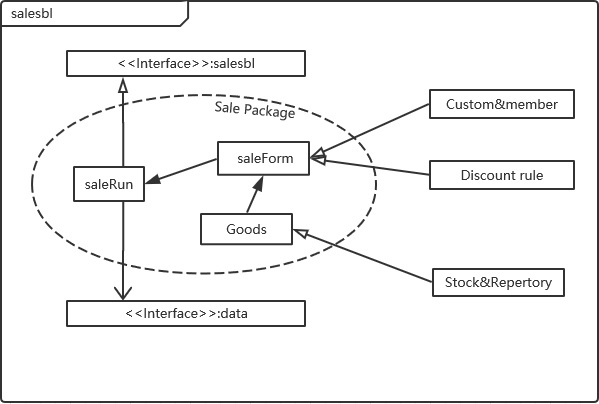 salesbl
<<Interface>>:salesbl
Sale Package
Custom&member
saleForm
saleRun
Discount rule
Goods
Stock&Repertory
<<Interface>>:data